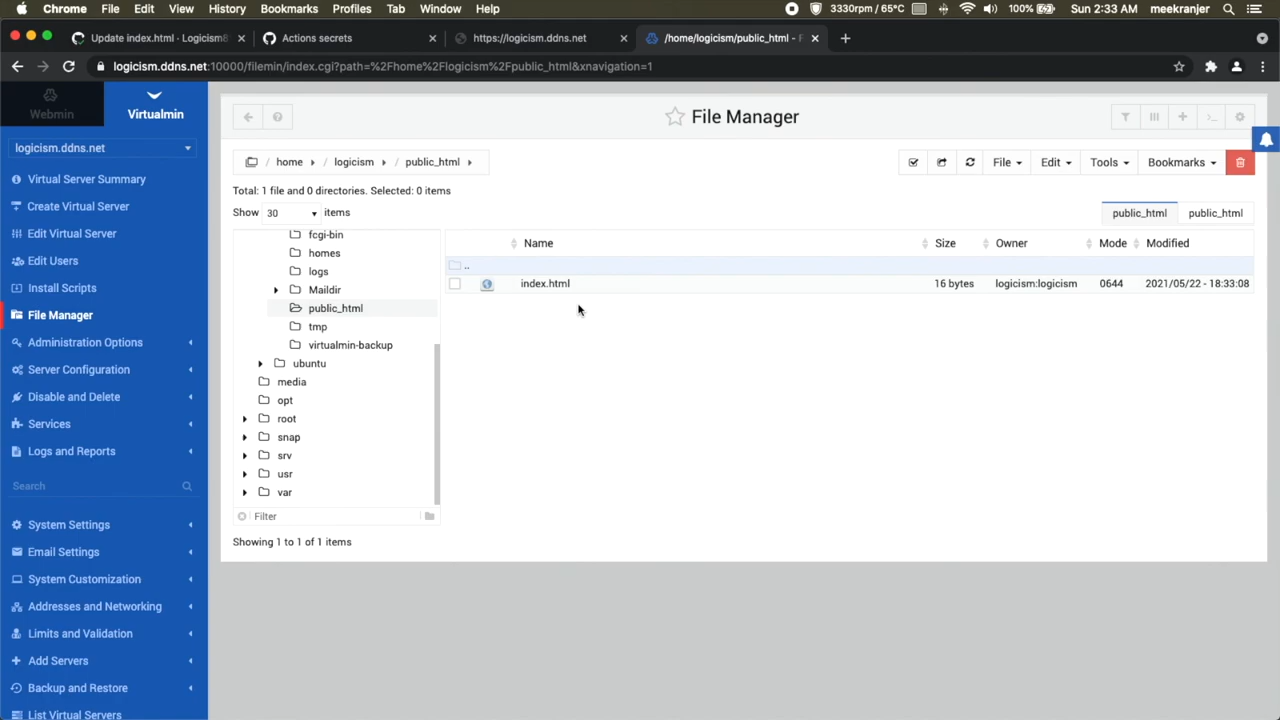 Chrome File Edit View History Bookmarks Profiles Tab Window Help 3330rpm / 65°C 100% Sun 2:33 AM meekranjer
Update index.html · Logicism8 Actions secrets https://logicism.ddns.net /home/logicism/public_html - F
logicism.ddns.net:10000/filemin/index.cgi?path=%2Fhome%2Flogicism%2Fpublic_html&xnavigation=1
Webmin Virtualmin
logicism.ddns.net
Virtual Server Summary
Create Virtual Server
Edit Virtual Server
Edit Users
Install Scripts
File Manager
Administration Options
Server Configuration
Disable and Delete
Services
Logs and Reports
Search
System Settings
Email Settings
System Customization
Addresses and Networking
Limits and Validation
Add Servers
Backup and Restore
List Virtual Servers
File Manager
home logicism public_html
File Edit Tools Bookmarks
Total: 1 file and 0 directories. Selected: 0 items
Show 30 items
public_html public_html
fcgi-bin
homes
logs
Maildir
public_html
tmp
virtualmin-backup
ubuntu
media
opt
root
snap
srv
usr
var
Filter
Name Size Owner Mode Modified
..
index.html 16 bytes logicism:logicism 0644 2021/05/22 - 18:33:08
Showing 1 to 1 of 1 items